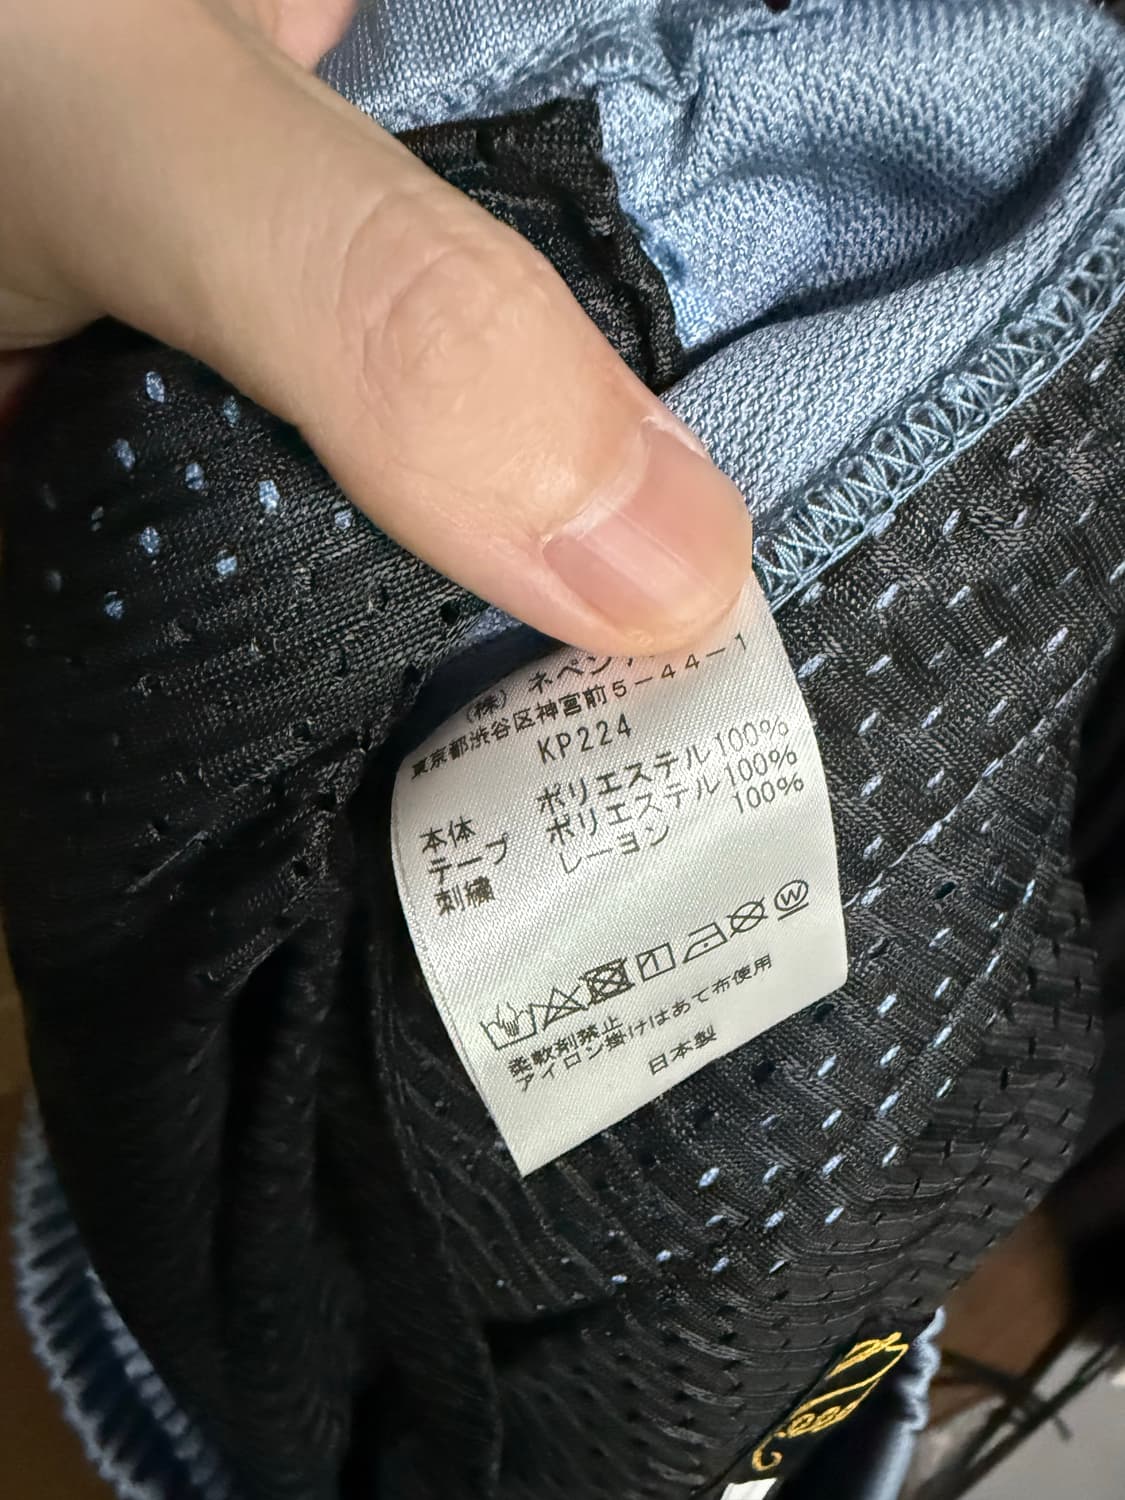 (株) ネペン
東京都渋谷区神宮前5-44-1
KP224
本体 ポリエステル100%
テープ ポリエステル100%
刺繍 レーヨン 100%
W
柔軟剤禁止
アイロン掛けはあて布使用
日本製